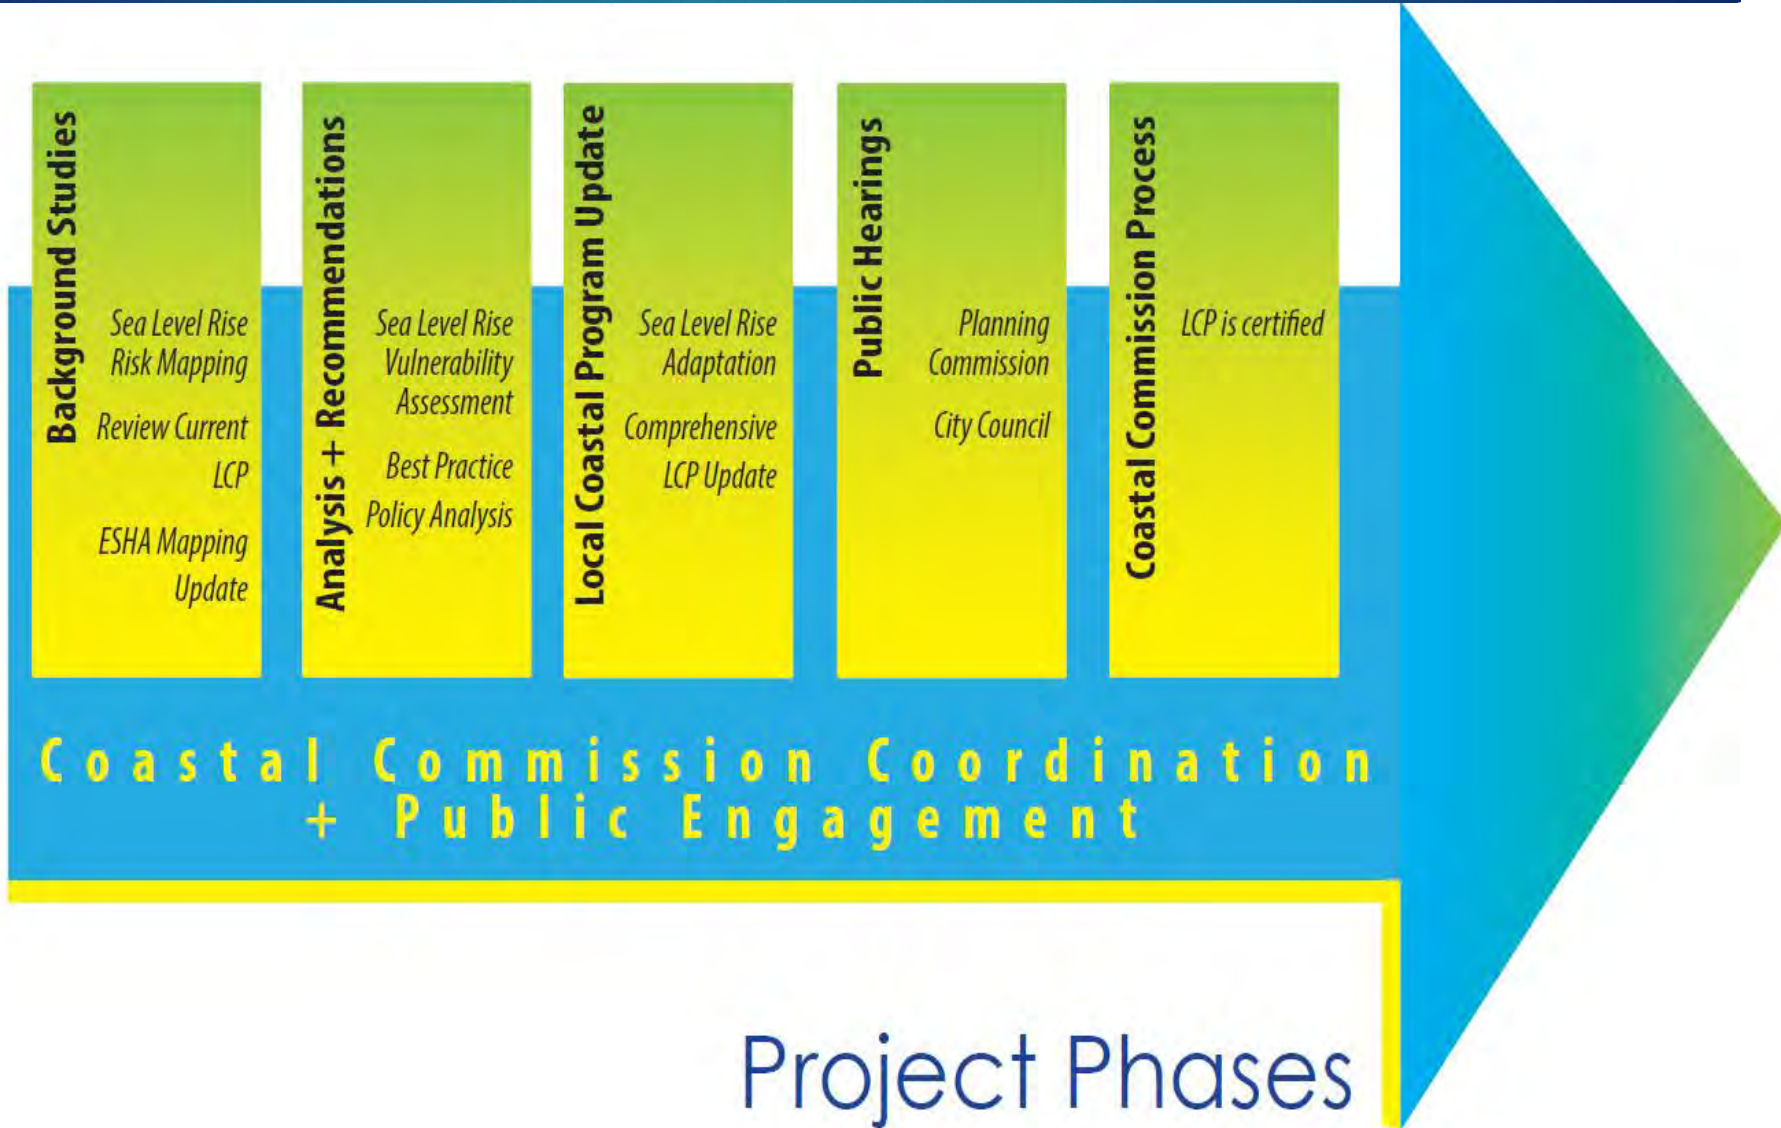 Background Studies
Sea Level Rise
Risk Mapping
Review Current
LCP
ESHA Mapping
Update
Analysis + Recommendations
Sea Level Rise
Vulnerability
Assessment
Best Practice
Policy Analysis
Local Coastal Program Update
Sea Level Rise
Adaptation
Comprehensive
LCP Update
Public Hearings
Planning
Commission
City Council
Coastal Commission Process
LCP is certified
Coastal Commission Coordination
+ Public Engagement
Project Phases